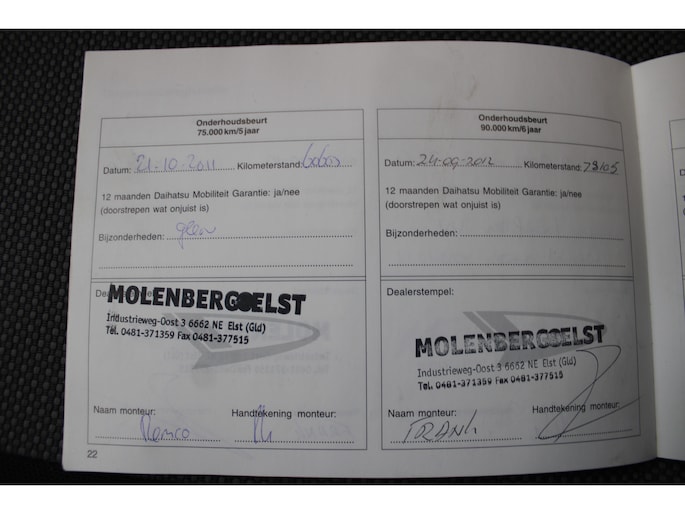 Onderhoudsbeurt
75.000 km/5 jaar
Datum: 21-10-2011 Kilometerstand:
12 maanden Daihatsu Mobiliteit Garantie: ja/nee
(doorstrepen wat onjuist is)
Bijzonderheden: geen
MOLENBERG ELST
Industrieweg-Oost 3 6662 NE Elst (Gld)
Tel. 0481-371359 Fax 0481-377515
Naam monteur: Handtekening monteur:
Remco
22
Onderhoudsbeurt
90.000 km/6 jaar
Datum: 24-09-2012 Kilometerstand: 73105
12 maanden Daihatsu Mobiliteit Garantie: ja/nee
(doorstrepen wat onjuist is)
Bijzonderheden:
Dealerstempel:
MOLENBERG ELST
Industrieweg-Oost 3 6662 NE Elst (Gld)
Tel. 0481-371359 Fax 0481-377515
Naam monteur: Handtekening monteur:
FRANK